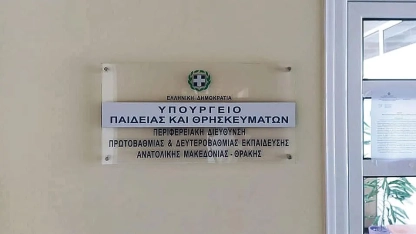 ΕΛΛΗΝΙΚΗ ΔΗΜΟΚΡΑΤΙΑ
ΥΠΟΥΡΓΕΙΟ
ΠΑΙΔΕΙΑΣ ΚΑΙ ΘΡΗΣΚΕΥΜΑΤΩΝ
ΠΕΡΙΦΕΡΕΙΑΚΗ ΔΙΕΥΘΥΝΣΗ
ΠΡΩΤΟΒΑΘΜΙΑΣ & ΔΕΥΤΕΡΟΒΑΘΜΙΑΣ ΕΚΠΑΙΔΕΥΣΗΣ
ΑΝΑΤΟΛΙΚΗΣ ΜΑΚΕΔΟΝΙΑΣ - ΘΡΑΚΗΣ